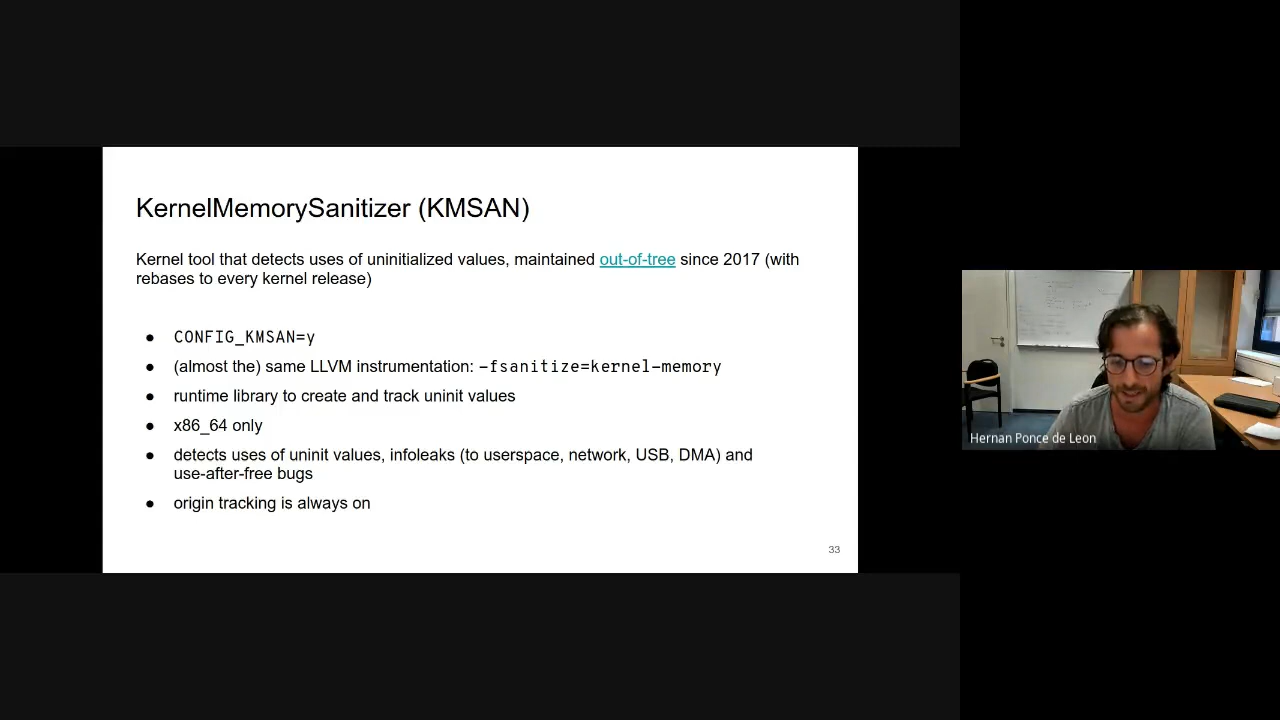 KernelMemorySanitizer (KMSAN)
Kernel tool that detects uses of uninitialized values, maintained out-of-tree since 2017 (with
rebases to every kernel release)
● CONFIG_KMSAN=y
● (almost the) same LLVM instrumentation: -fsanitize=kernel-memory
● runtime library to create and track uninit values
● x86_64 only
● detects uses of uninit values, infoleaks (to userspace, network, USB, DMA) and
use-after-free bugs
● origin tracking is always on
33
Hernan Ponce de Leon